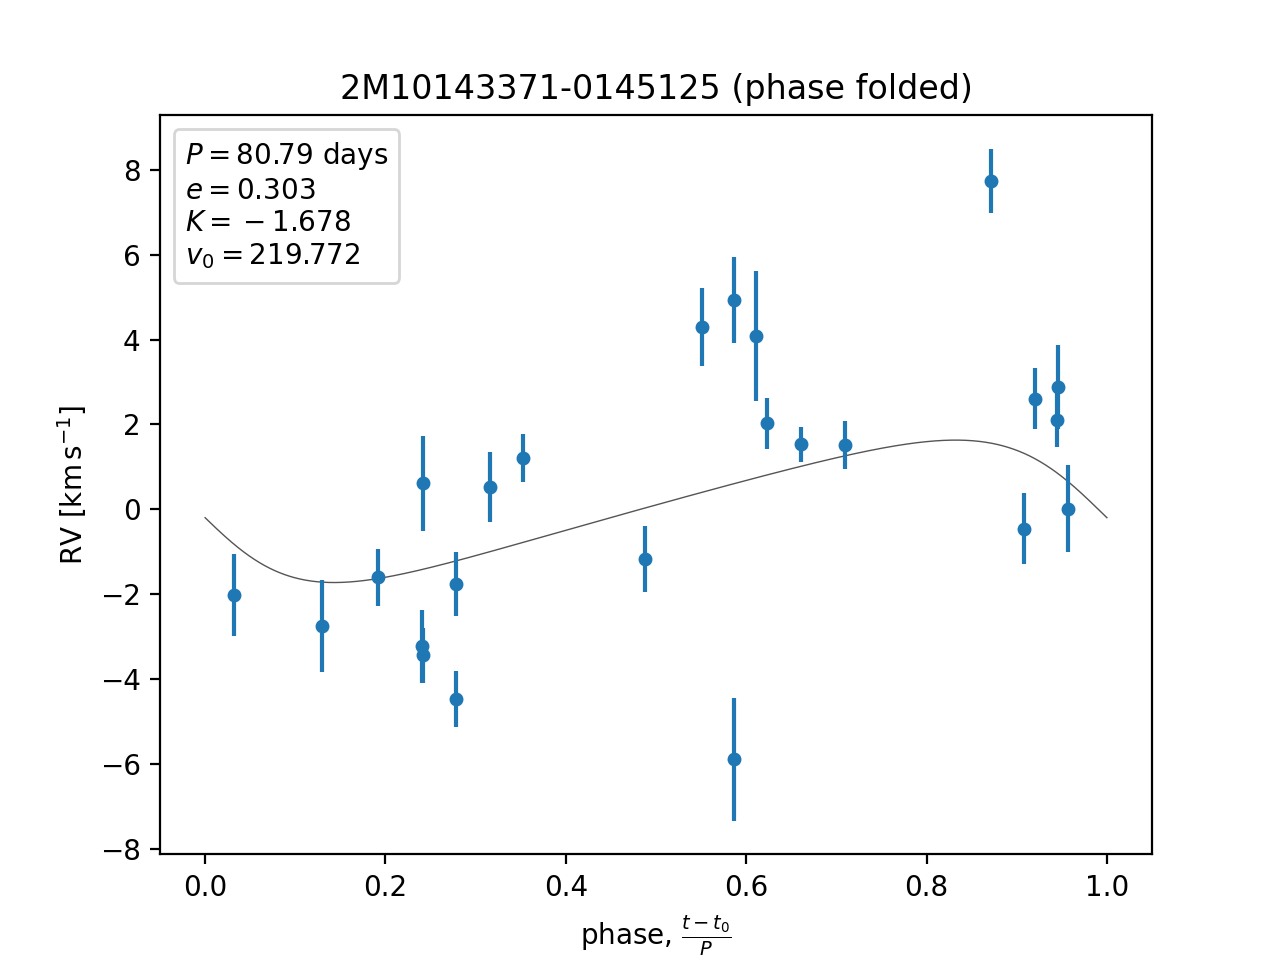 2M10143371-0145125 (phase folded)
P = 80.79 days
e = 0.303
K = −1.678
v₀ = 219.772
8
6
4
2
0
−2
−4
−6
−8
RV [km s⁻¹]
0.0 0.2 0.4 0.6 0.8 1.0
phase, (t − t₀)/P